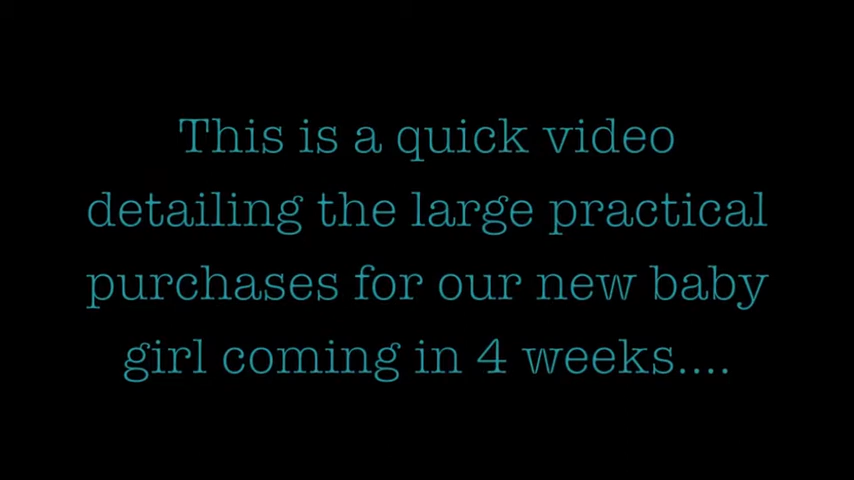 This is a quick video
detailing the large practical
purchases for our new baby
girl coming in 4 weeks....